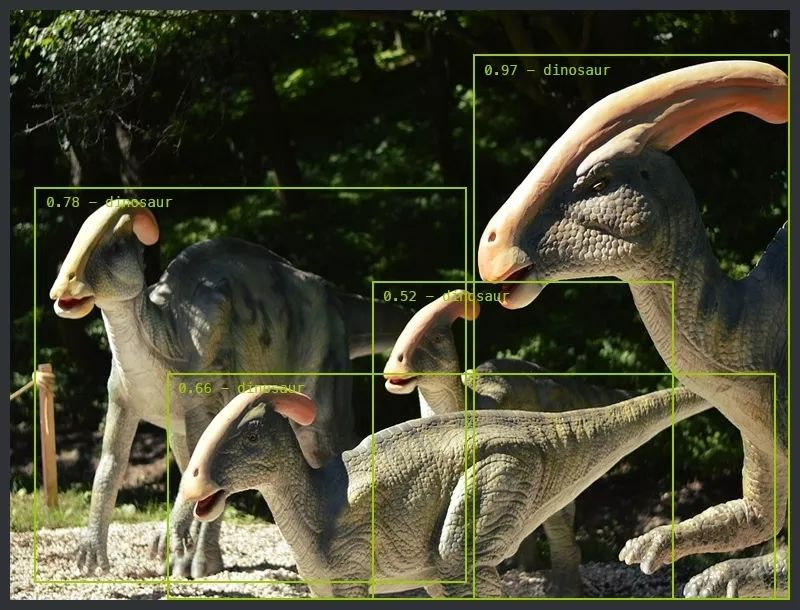 0.97 – dinosaur
0.78 – dinosaur
0.52 – dinosaur
0.66 – dinosaur